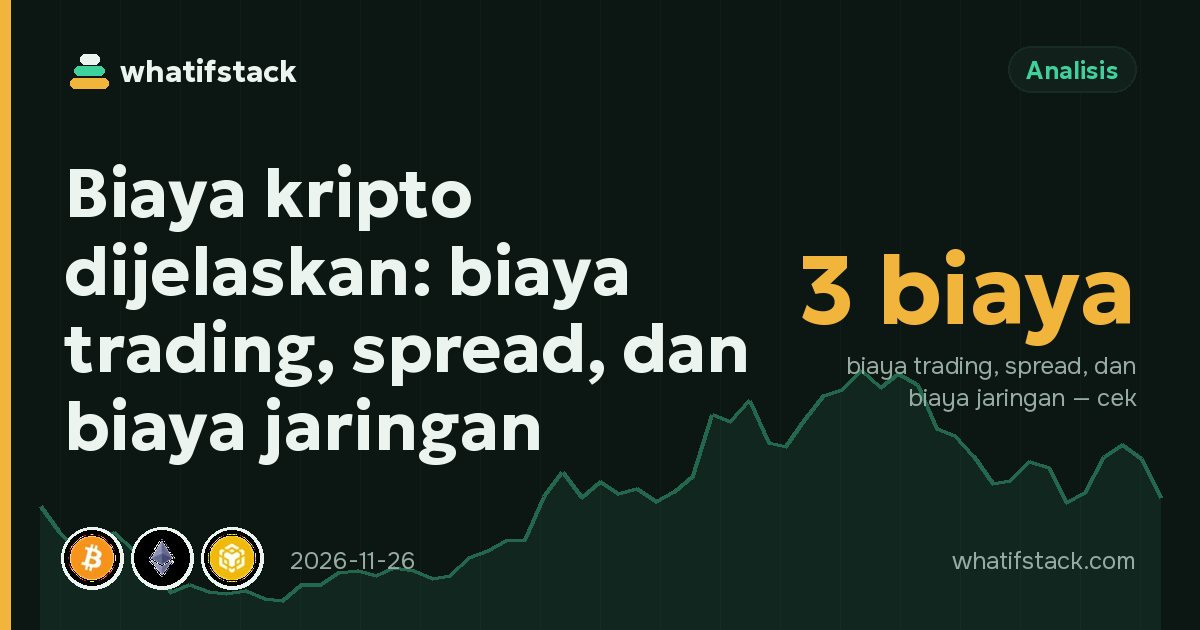 whatifstack
Analisis
Biaya kripto
dijelaskan: biaya
trading, spread, dan
biaya jaringan
3 biaya
biaya trading, spread, dan
biaya jaringan — cek
2026-11-26
whatifstack.com